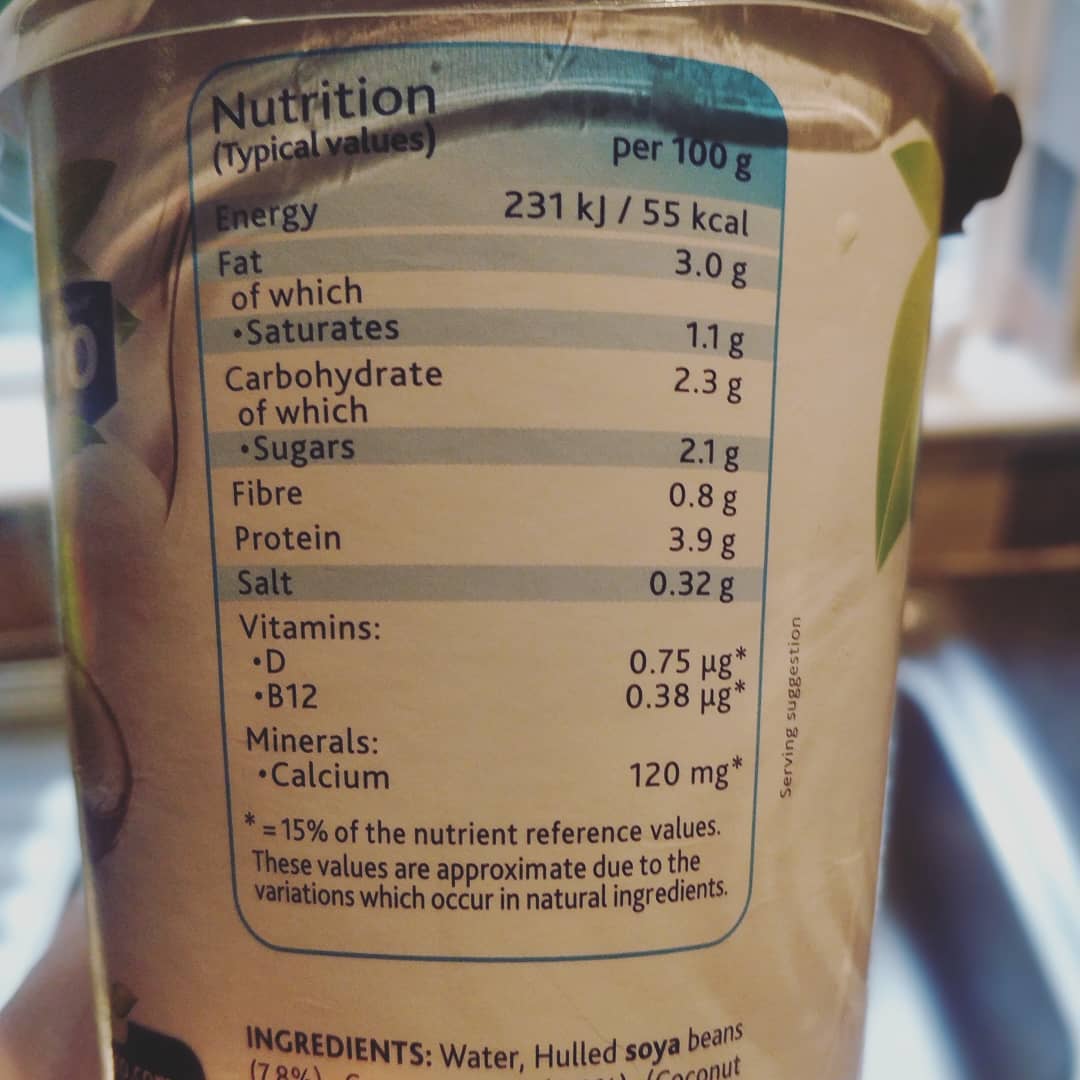 Nutrition
(Typical values) per 100 g
Energy 231 kJ / 55 kcal
Fat 3.0 g
of which
•Saturates 1.1 g
Carbohydrate 2.3 g
of which
•Sugars 2.1 g
Fibre 0.8 g
Protein 3.9 g
Salt 0.32 g
Vitamins:
•D 0.75 µg*
•B12 0.38 µg*
Minerals:
•Calcium 120 mg*
* = 15% of the nutrient reference values.
These values are approximate due to the
variations which occur in natural ingredients.
Serving suggestion
INGREDIENTS: Water, Hulled soya beans
(7.8%) (Coconut